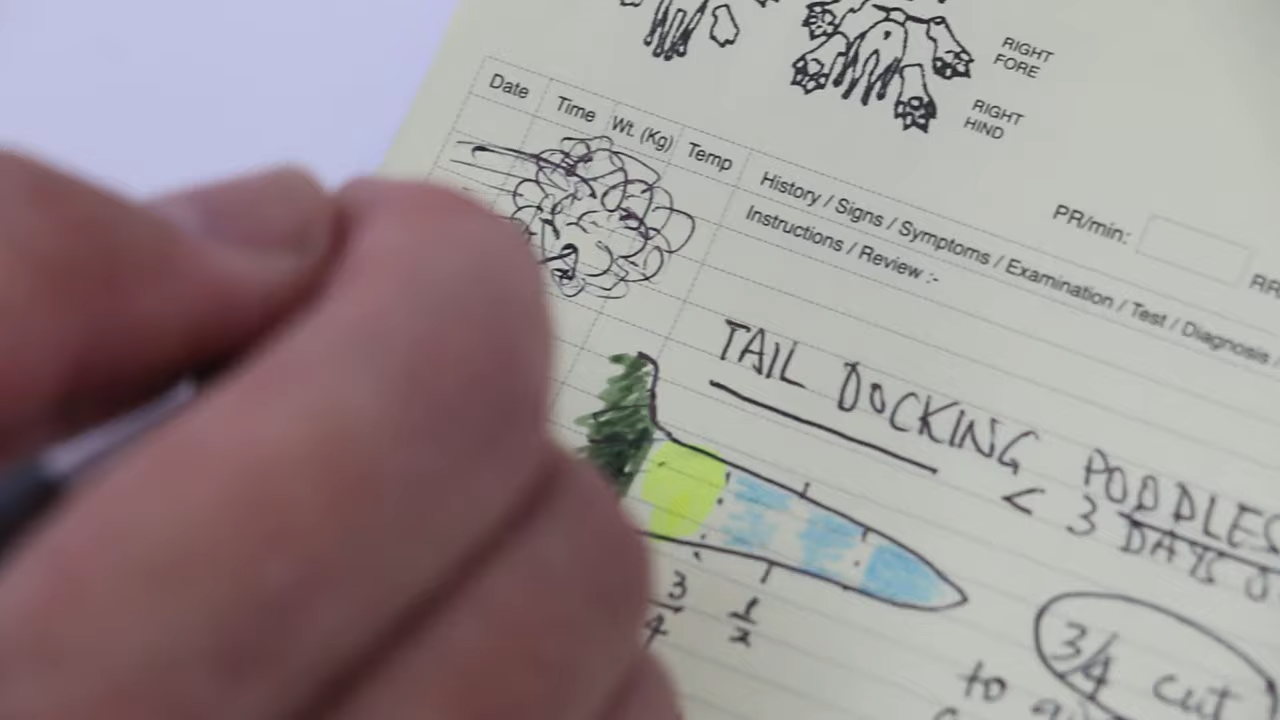 RIGHT
FORE
RIGHT
HIND
Date Time Wt. (Kg) Temp
History / Signs / Symptoms / Examination / Test / Diagnosis /
Instructions / Review :-
PR/min:
RR
TAIL DOCKING POODLES
< 3 DAYS
3/4 1/2
3/4 cut
to